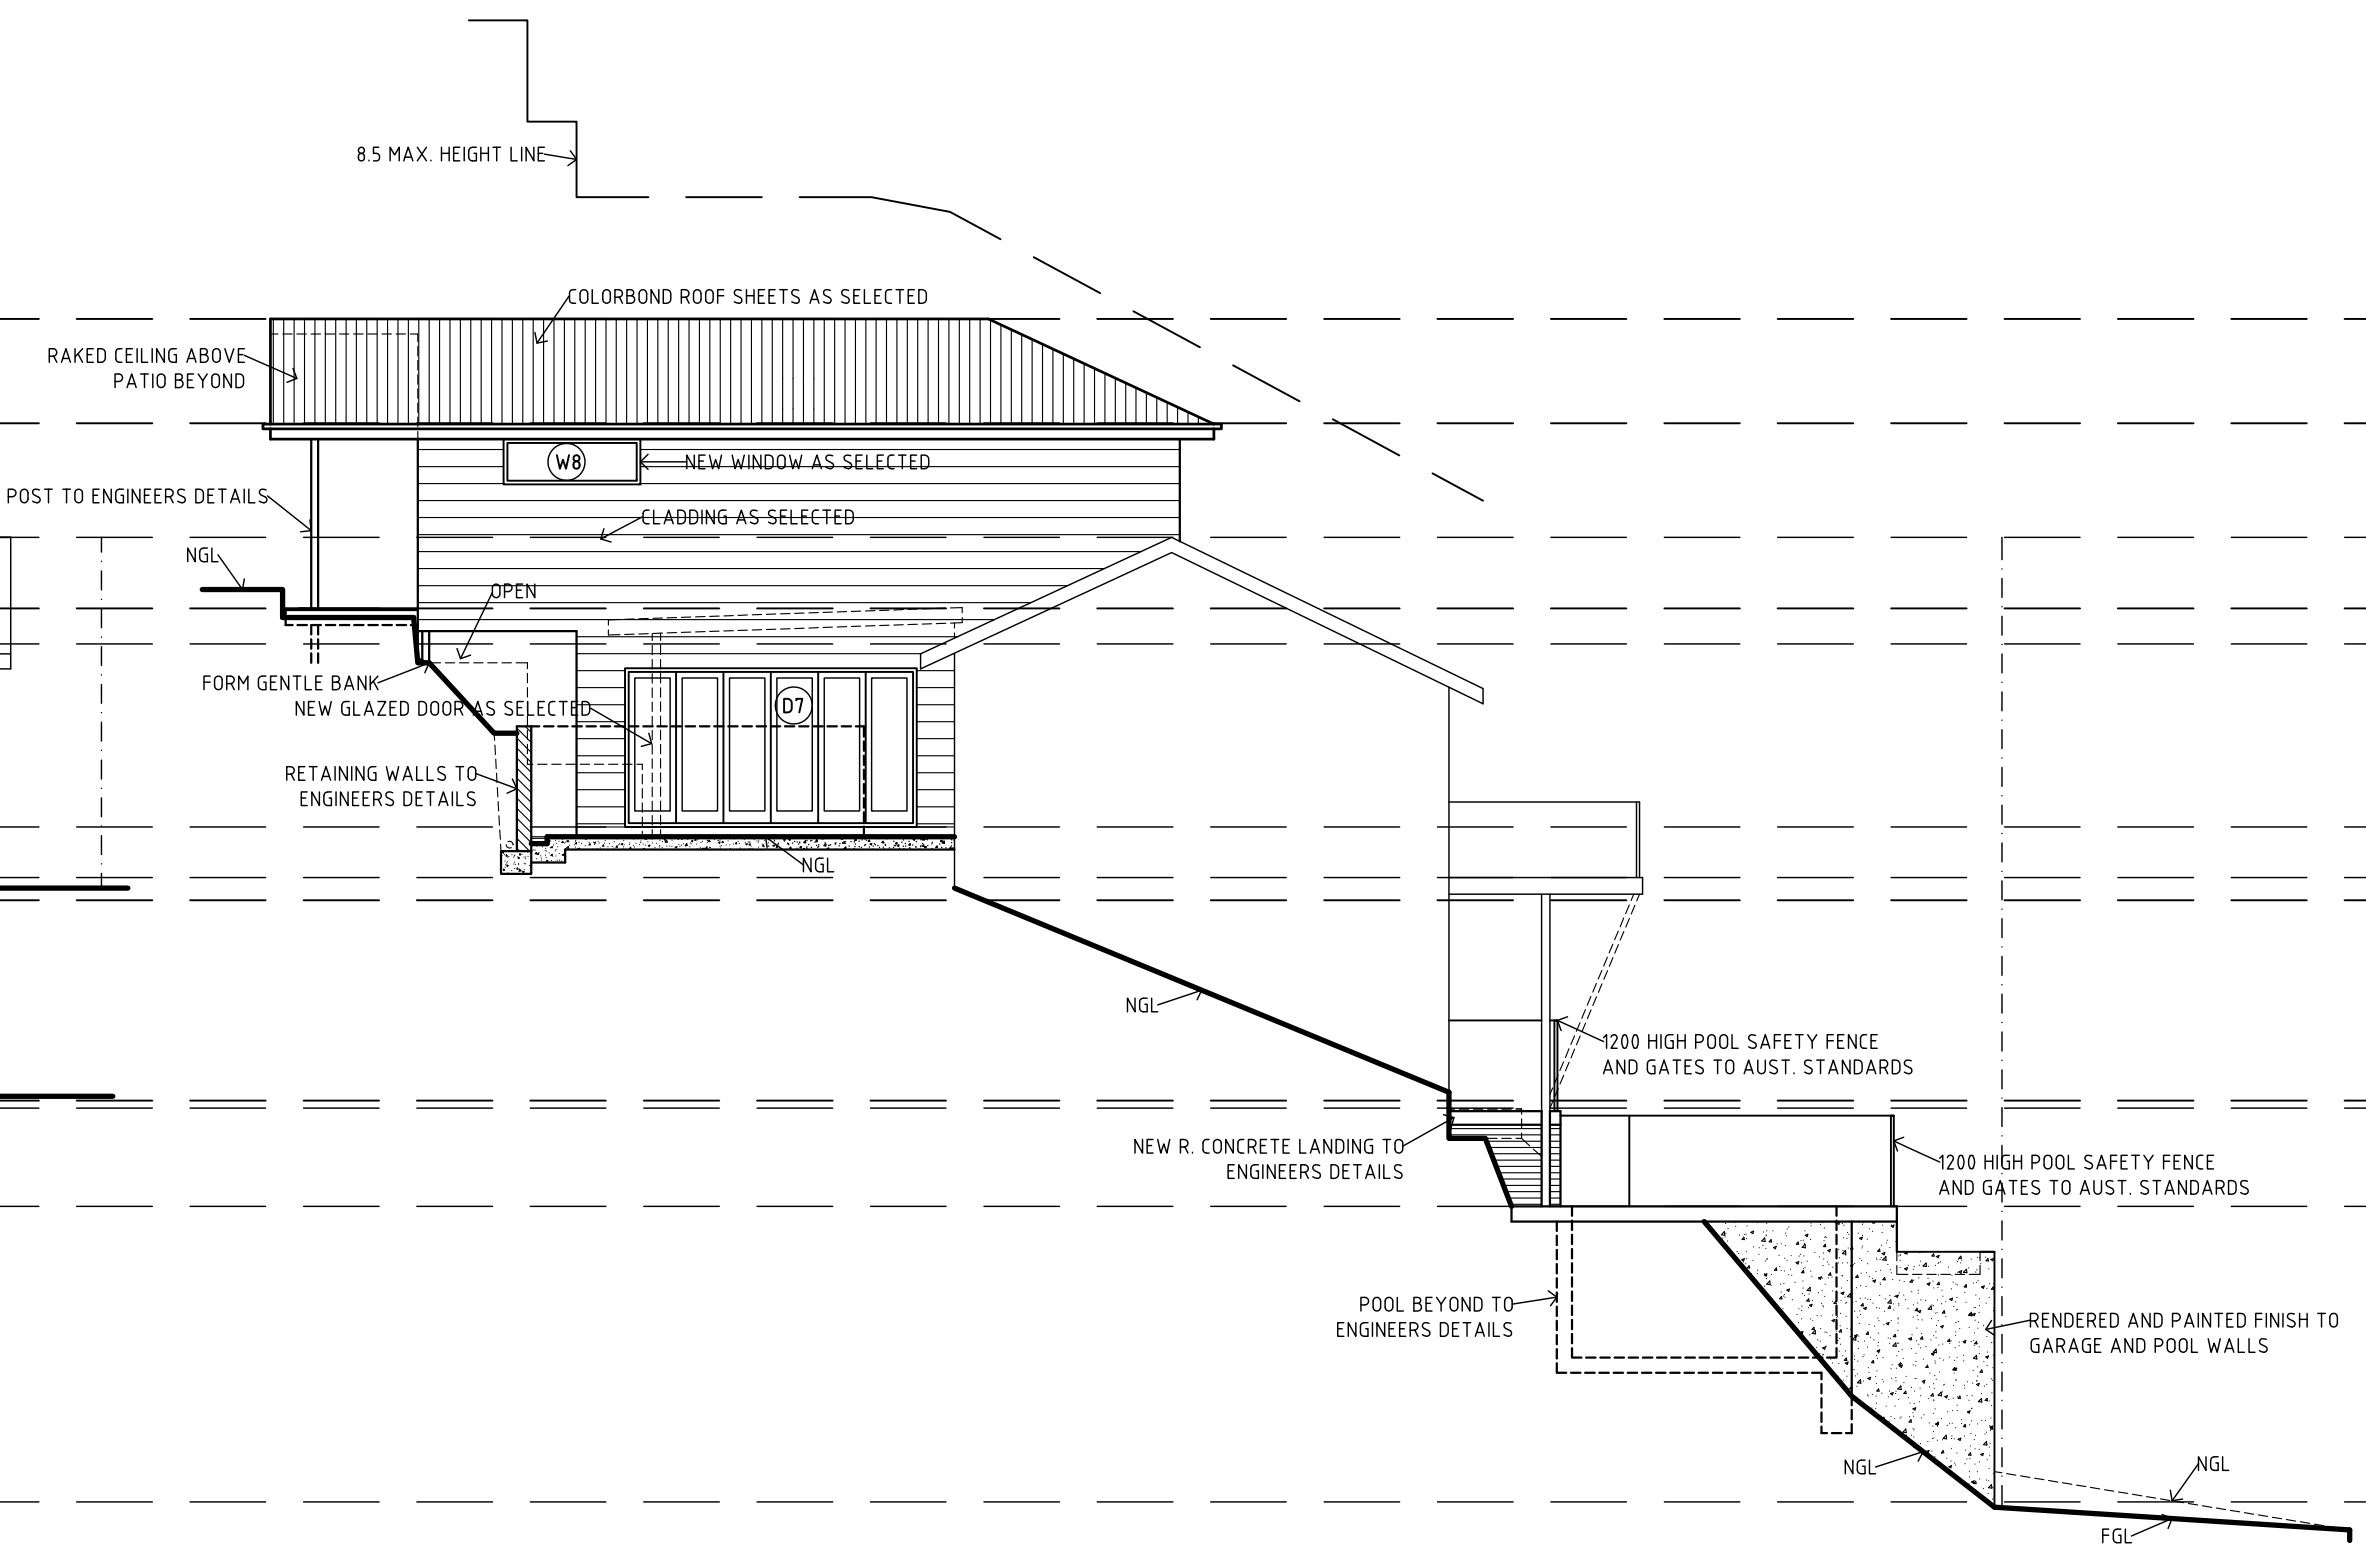 8.5 MAX. HEIGHT LINE
COLORBOND ROOF SHEETS AS SELECTED
RAKED CEILING ABOVE
PATIO BEYOND
W8
NEW WINDOW AS SELECTED
POST TO ENGINEERS DETAILS
CLADDING AS SELECTED
NGL
OPEN
FORM GENTLE BANK
NEW GLAZED DOOR AS SELECTED
D7
RETAINING WALLS TO
ENGINEERS DETAILS
NGL
NGL
1200 HIGH POOL SAFETY FENCE
AND GATES TO AUST. STANDARDS
NEW R. CONCRETE LANDING TO
ENGINEERS DETAILS
1200 HIGH POOL SAFETY FENCE
AND GATES TO AUST. STANDARDS
POOL BEYOND TO
ENGINEERS DETAILS
RENDERED AND PAINTED FINISH TO
GARAGE AND POOL WALLS
NGL
NGL
FGL